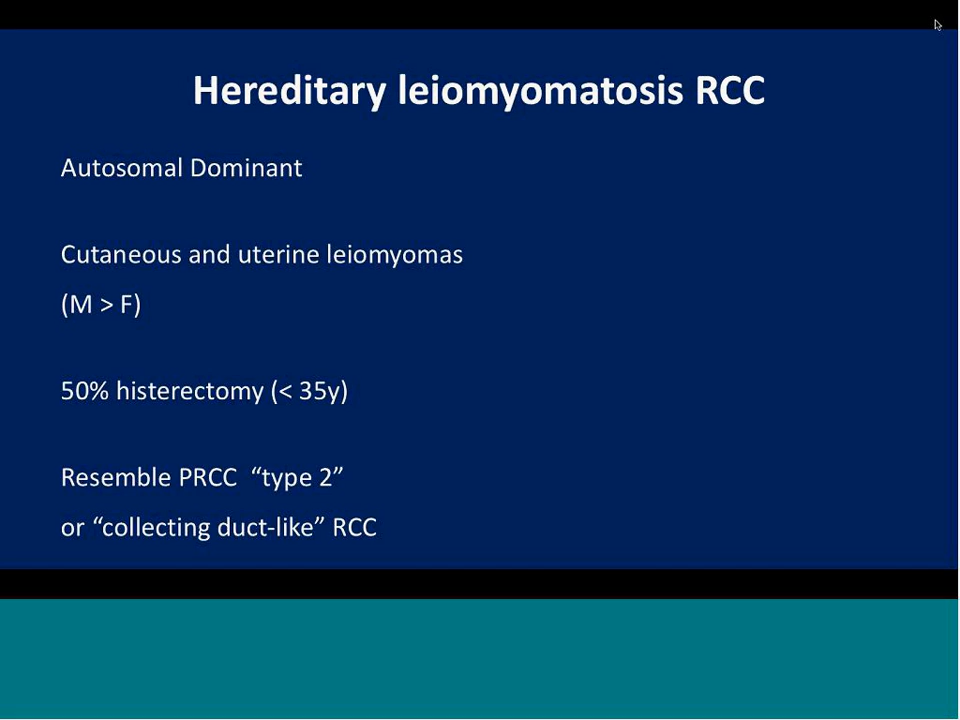 Hereditary leiomyomatosis RCC
Autosomal Dominant
Cutaneous and uterine leiomyomas
(M > F)
50% histerectomy (< 35y)
Resemble PRCC “type 2”
or “collecting duct-like” RCC